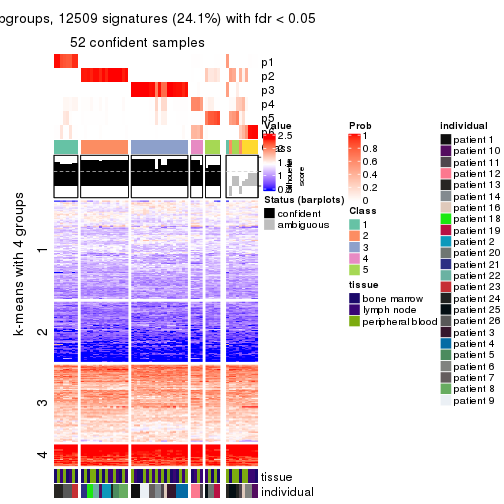 ogroups, 12509 signatures (24.1%) with fdr < 0.05
52 confident samples
p1
p2
p3
p4
p5
Value
2.5
2
1
Silhouette
score
Status (barplots)
confident
ambiguous
Prob
1
0.8
0.6
0.4
0.2
0
Class
1
2
3
4
5
tissue
bone marrow
lymph node
peripheral blood
individual
patient 1
patient 10
patient 11
patient 12
patient 13
patient 14
patient 16
patient 18
patient 19
patient 2
patient 20
patient 21
patient 22
patient 23
patient 24
patient 25
patient 26
patient 3
patient 4
patient 5
patient 6
patient 7
patient 8
patient 9
k-means with 4 groups
1
2
3
4
tissue
individual